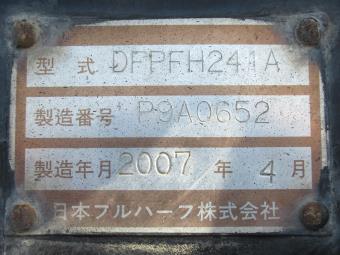 型式 DFPFH241A
製造番号 P9A0652
製造年月 2007 年 4 月
日本フルハーフ株式会社